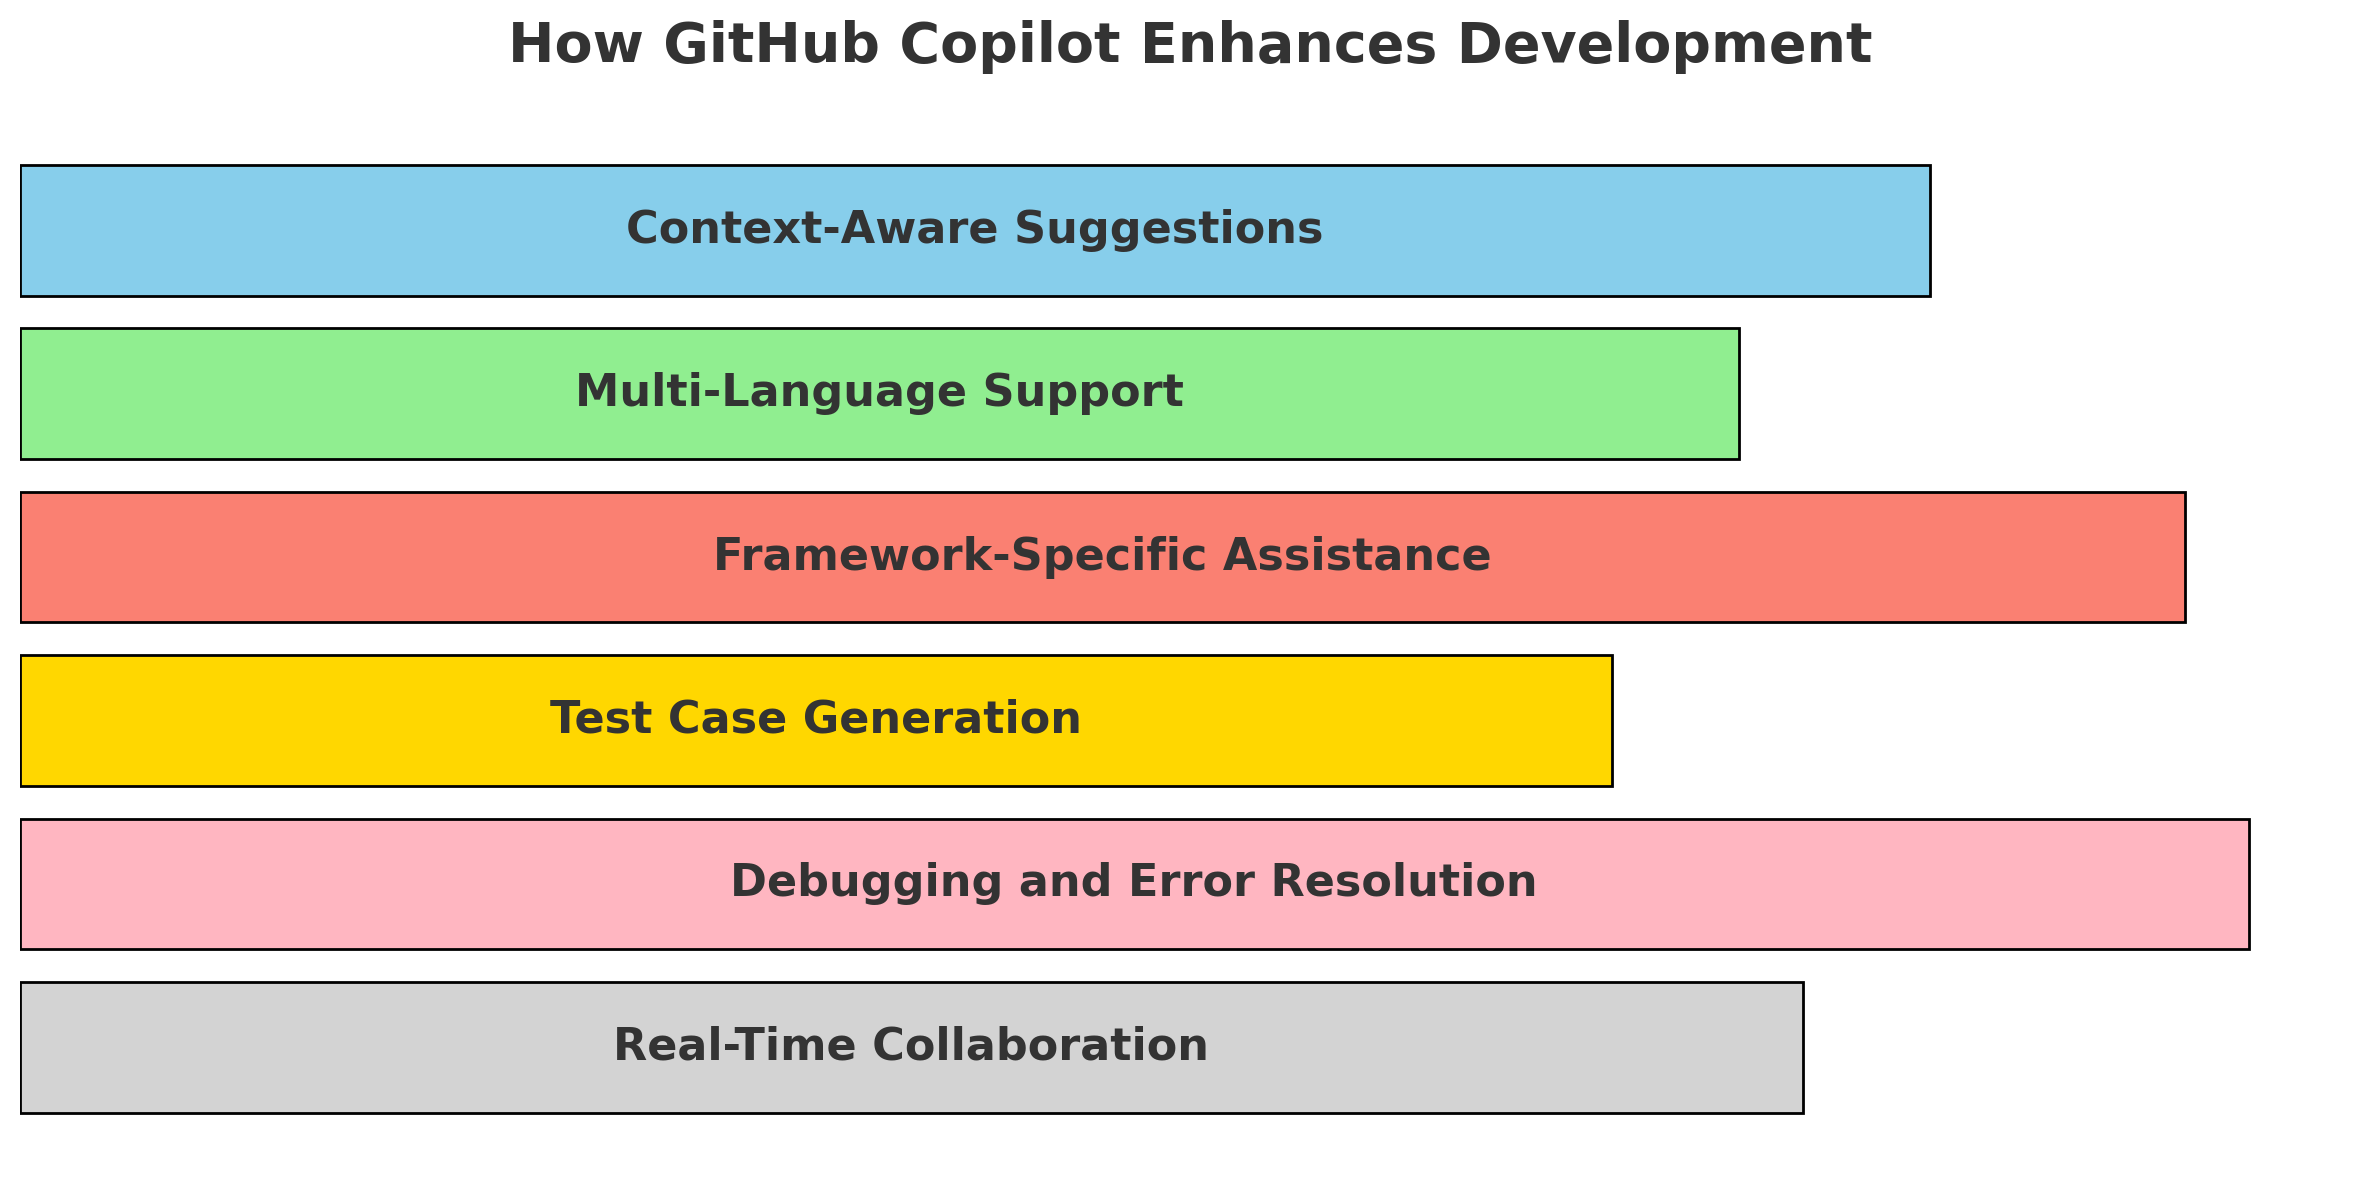 How GitHub Copilot Enhances Development
Context-Aware Suggestions
Multi-Language Support
Framework-Specific Assistance
Test Case Generation
Debugging and Error Resolution
Real-Time Collaboration